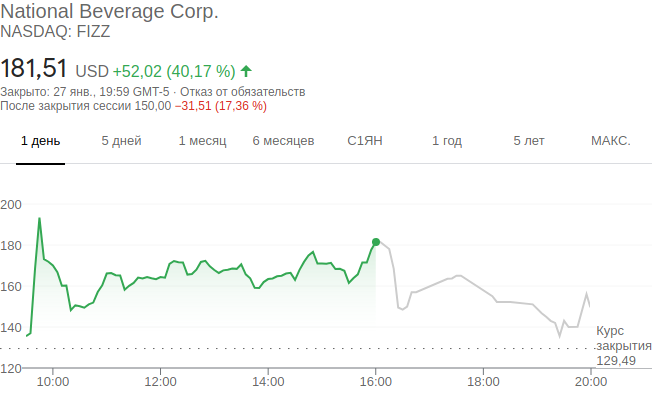 National Beverage Corp.
NASDAQ: FIZZ
181,51 USD +52,02 (40,17 %)
Закрыто: 27 янв., 19:59 GMT-5 · Отказ от обязательств
После закрытия сессии 150,00 −31,51 (17,36 %)
1 день 5 дней 1 месяц 6 месяцев С1ЯН 1 год 5 лет МАКС.
200
180
160
140
Курс
закрытия
129,49
120
10:00 12:00 14:00 16:00 18:00 20:00